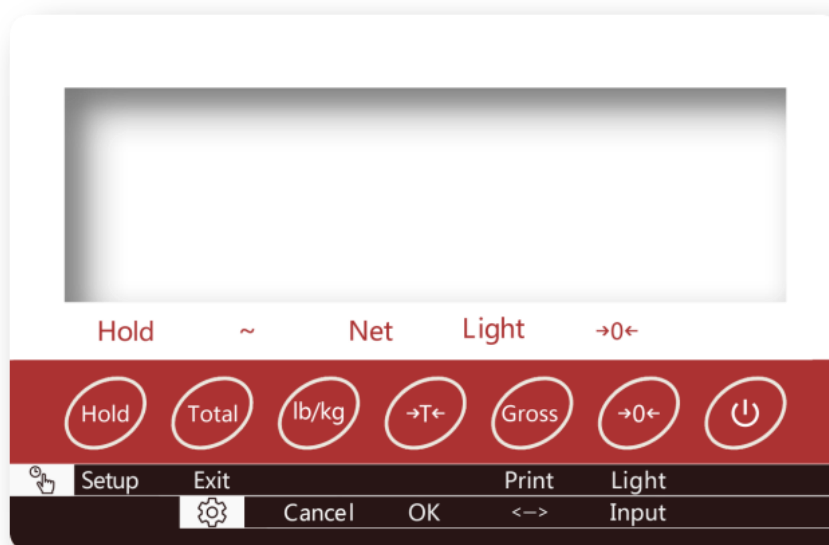 Hold ~ Net Light →0←
Hold Total lb/kg →T← Gross →0←
Setup Exit Print Light
Cancel OK <—> Input